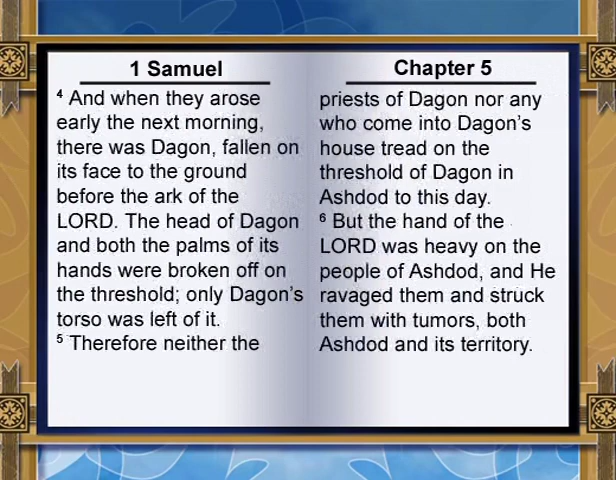 1 Samuel
⁴ And when they arose
early the next morning,
there was Dagon, fallen on
its face to the ground
before the ark of the
LORD. The head of Dagon
and both the palms of its
hands were broken off on
the threshold; only Dagon's
torso was left of it.
⁵ Therefore neither the
Chapter 5
priests of Dagon nor any
who come into Dagon's
house tread on the
threshold of Dagon in
Ashdod to this day.
⁶ But the hand of the
LORD was heavy on the
people of Ashdod, and He
ravaged them and struck
them with tumors, both
Ashdod and its territory.